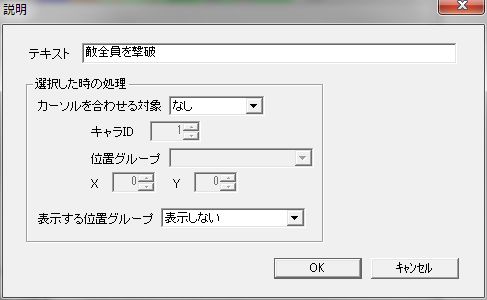 説明
テキスト 敵全員を撃破
選択した時の処理
カーソルを合わせる対象 なし
キャラID 1
位置グループ
X 0 Y 0
表示する位置グループ 表示しない
OK キャンセル